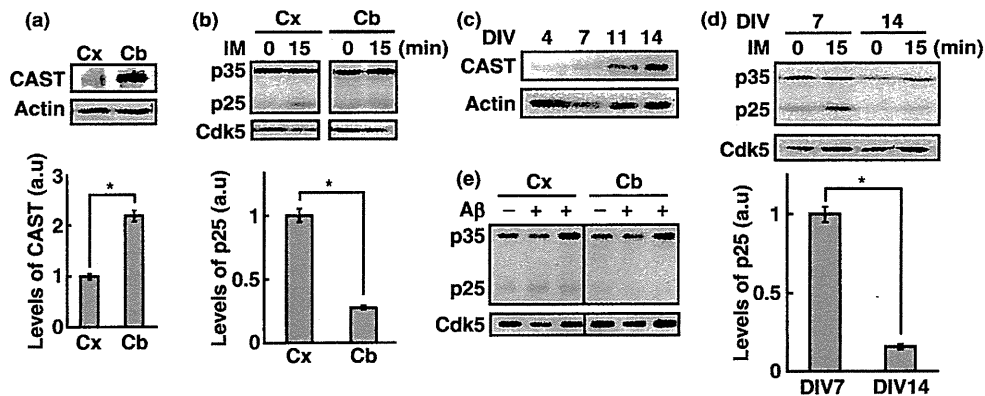 (a)
Cx Cb
CAST
Actin
Levels of CAST (a.u)
3
2
1
0
*
Cx Cb
(b)
Cx Cb
IM 0 15 0 15 (min)
p35
p25
Cdk5
Levels of p25 (a.u)
1
0.5
0
*
Cx Cb
(c)
DIV 4 7 11 14
CAST
Actin
(e)
Cx Cb
Aβ − + + − + +
p35
p25
Cdk5
(d)
DIV 7 14
IM 0 15 0 15 (min)
p35
p25
Cdk5
Levels of p25 (a.u)
1
0.5
0
*
DIV7 DIV14